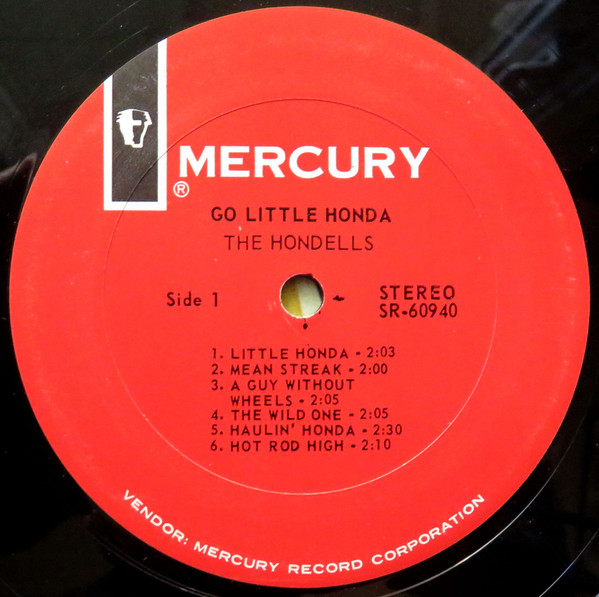 MERCURY
®
GO LITTLE HONDA
THE HONDELLS
Side 1
STEREO
SR-60940
1. LITTLE HONDA - 2:03
2. MEAN STREAK - 2:00
3. A GUY WITHOUT
WHEELS - 2:05
4. THE WILD ONE - 2:05
5. HAULIN' HONDA - 2:30
6. HOT ROD HIGH - 2:10
VENDOR: MERCURY RECORD CORPORATION